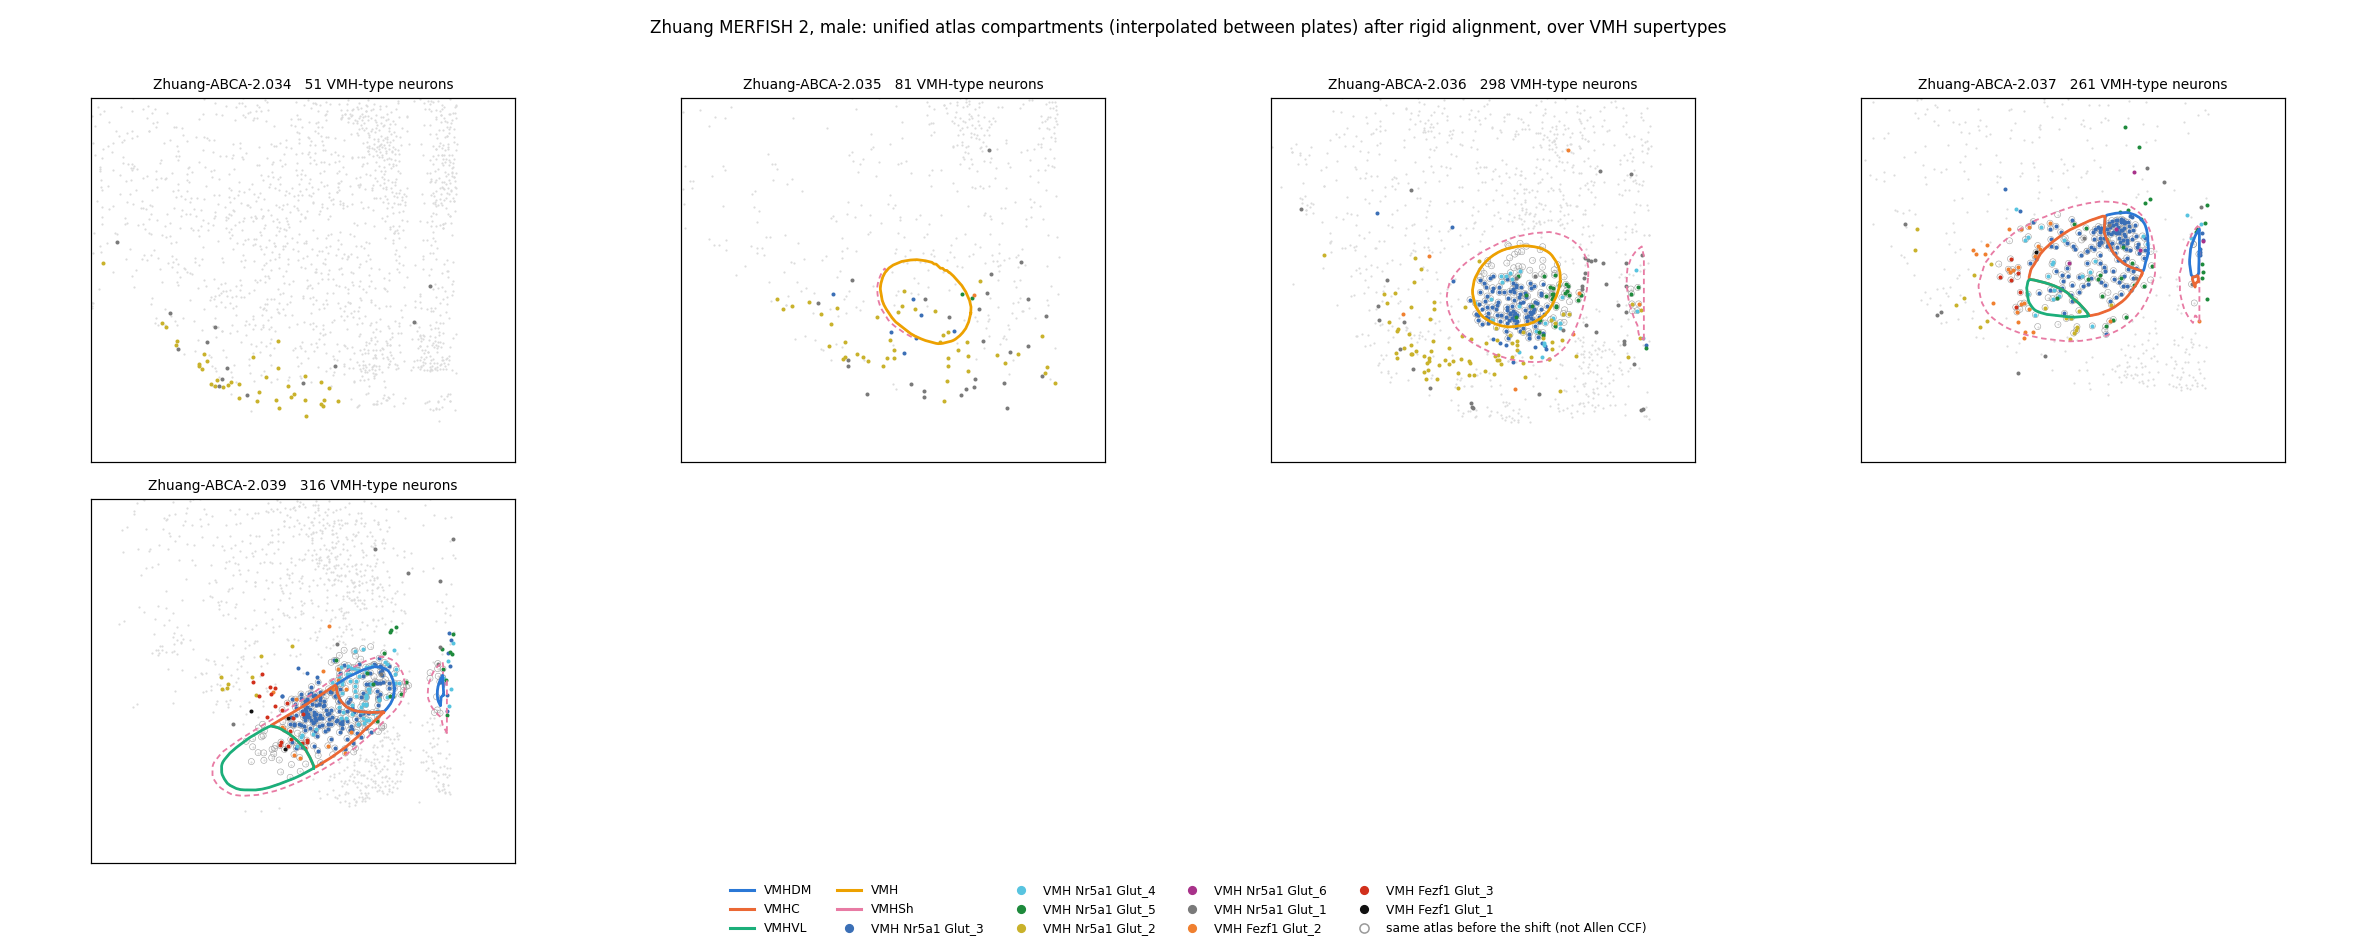 Zhuang MERFISH 2, male: unified atlas compartments (interpolated between plates) after rigid alignment, over VMH supertypes
Zhuang-ABCA-2.034 51 VMH-type neurons
Zhuang-ABCA-2.035 81 VMH-type neurons
Zhuang-ABCA-2.036 298 VMH-type neurons
Zhuang-ABCA-2.037 261 VMH-type neurons
Zhuang-ABCA-2.039 316 VMH-type neurons
VMHDM
VMHC
VMHVL
VMH
VMHSh
VMH Nr5a1 Glut_3
VMH Nr5a1 Glut_4
VMH Nr5a1 Glut_5
VMH Nr5a1 Glut_2
VMH Nr5a1 Glut_6
VMH Nr5a1 Glut_1
VMH Fezf1 Glut_2
VMH Fezf1 Glut_3
VMH Fezf1 Glut_1
same atlas before the shift (not Allen CCF)